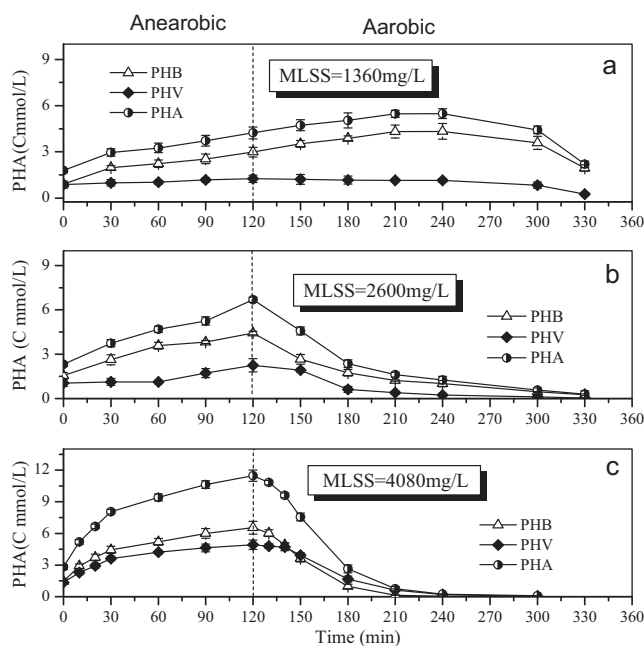 Anearobic Aarobic
a
MLSS=1360mg/L
PHB
PHV
PHA
PHA(Cmmol/L)
9
6
3
0
0 30 60 90 120 150 180 210 240 270 300 330 360
b
MLSS=2600mg/L
PHB
PHV
PHA
PHA (C mmol/L)
9
6
3
0
0 30 60 90 120 150 180 210 240 270 300 330 360
c
MLSS=4080mg/L
PHB
PHV
PHA
PHA(C mmol/L)
12
9
6
3
0
0 30 60 90 120 150 180 210 240 270 300 330 360
Time (min)